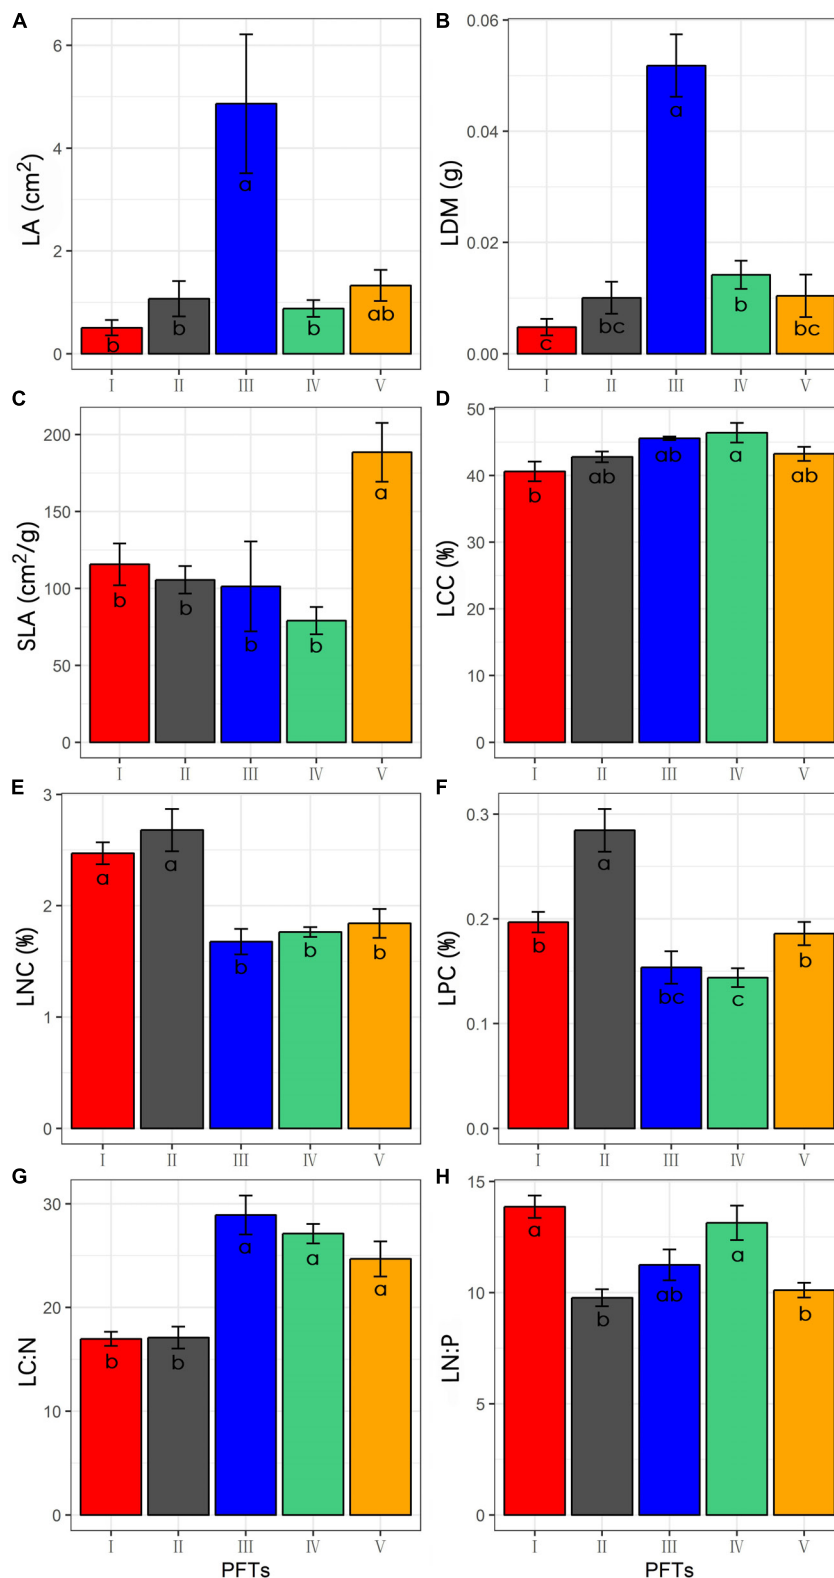 A
LA (cm²)
6
4
2
0
a
b
b
b
ab
I II III IV V
B
LDM (g)
0.06
0.04
0.02
0.00
a
b
bc
bc
c
I II III IV V
C
SLA (cm²/g)
200
150
100
50
0
a
b
b
b
b
I II III IV V
D
LCC (%)
50
40
30
20
10
0
b
ab
ab
a
ab
I II III IV V
E
LNC (%)
3
2
1
0
a
a
b
b
b
I II III IV V
F
LPC (%)
0.3
0.2
0.1
0.0
b
a
bc
c
b
I II III IV V
G
LC:N
30
20
10
0
b
b
a
a
a
I II III IV V
PFTs
H
LN:P
15
10
5
0
a
b
ab
a
b
I II III IV V
PFTs